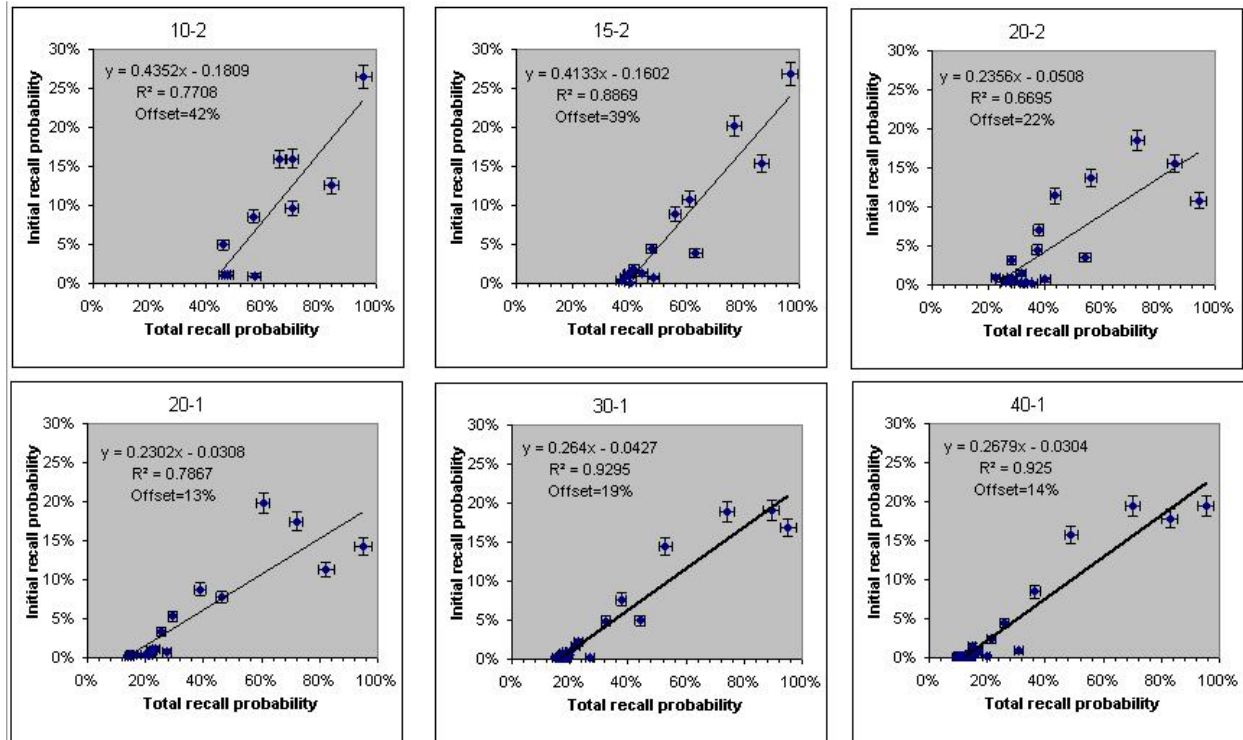 10-2
30%
25%
20%
15%
10%
5%
0%
Initial recall probability
y = 0.4352x - 0.1809
R² = 0.7708
Offset=42%
0% 20% 40% 60% 80% 100%
Total recall probability
15-2
30%
25%
20%
15%
10%
5%
0%
Initial recall probability
y = 0.4133x - 0.1602
R² = 0.8869
Offset=39%
0% 20% 40% 60% 80% 100%
Total recall probability
20-2
30%
25%
20%
15%
10%
5%
0%
Initial recall prbability
y = 0.2356x - 0.0508
R² = 0.6695
Offset=22%
0% 20% 40% 60% 80% 100%
Total recall probability
20-1
30%
25%
20%
15%
10%
5%
0%
Initial recall probability
y = 0.2302x - 0.0308
R² = 0.7867
Offset=13%
0% 20% 40% 60% 80% 100%
Total recall probability
30-1
30%
25%
20%
15%
10%
5%
0%
Initial recall probability
y = 0.264x - 0.0427
R² = 0.9295
Offset=19%
0% 20% 40% 60% 80% 100%
Total recall probability
40-1
30%
25%
20%
15%
10%
5%
0%
Initial recall probability
y = 0.2679x - 0.0304
R² = 0.925
Offset=14%
0% 20% 40% 60% 80% 100%
Total recall probability